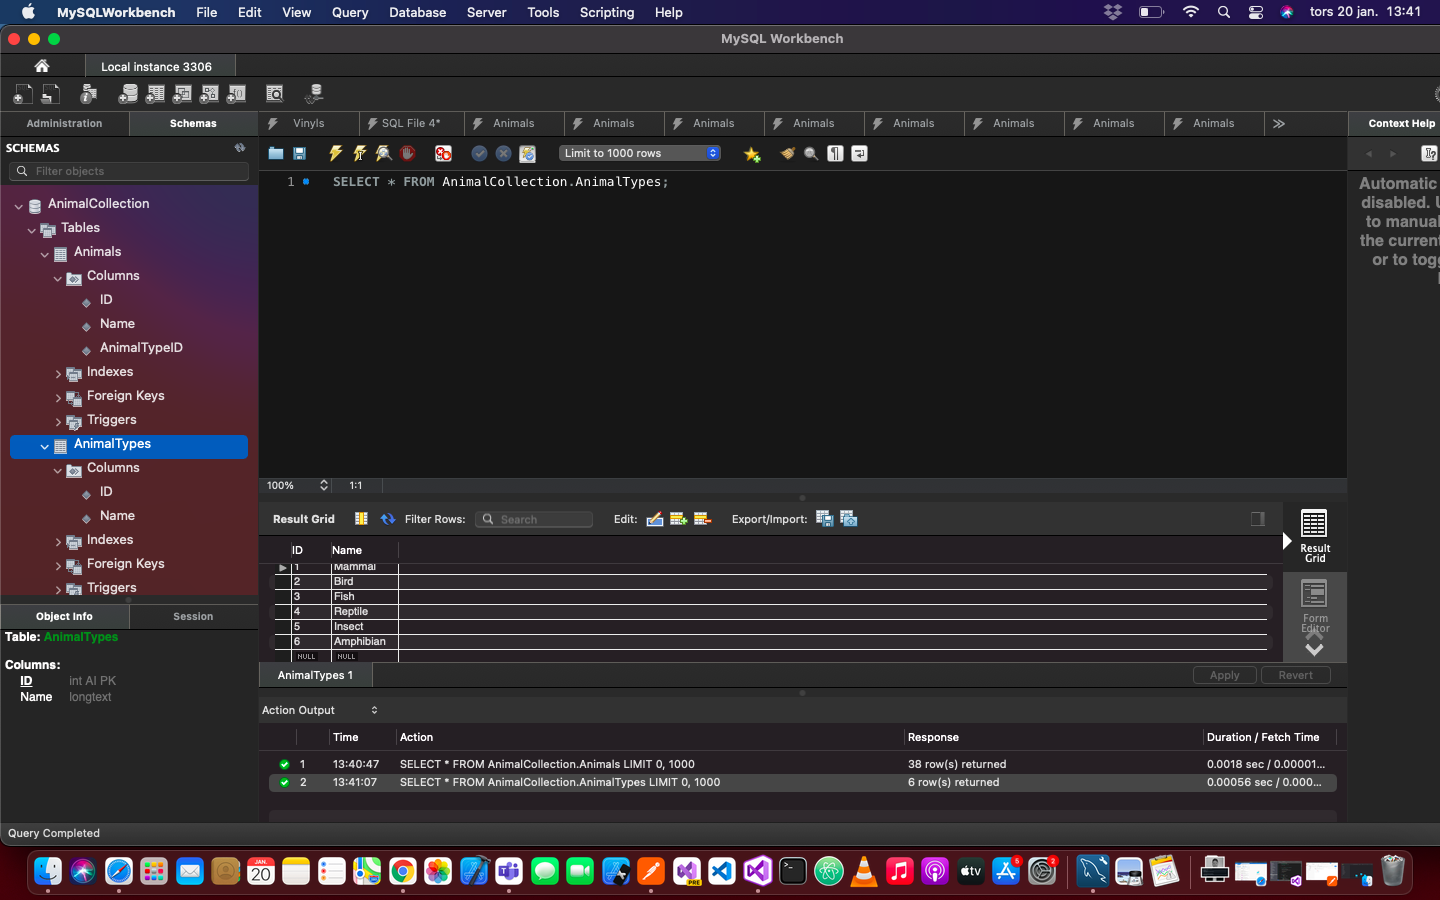 MySQLWorkbench File Edit View Query Database Server Tools Scripting Help tors 20 jan. 13:41
MySQL Workbench
Local instance 3306
Administration Schemas Vinyls SQL File 4* Animals Animals Animals Animals Animals Animals Animals Animals Context Help
SCHEMAS
Filter objects
Limit to 1000 rows
1 SELECT * FROM AnimalCollection.AnimalTypes;
AnimalCollection
Tables
Animals
Columns
ID
Name
AnimalTypeID
Indexes
Foreign Keys
Triggers
AnimalTypes
Columns
ID
Name
Indexes
Foreign Keys
Triggers
Automatic
disabled. U
to manual
the current
or to togg
100% 1:1
Result Grid Filter Rows: Search Edit: Export/Import:
ID Name
1 Mammal
2 Bird
3 Fish
4 Reptile
5 Insect
6 Amphibian
NULL NULL
Result
Grid
Form
Editor
AnimalTypes 1 Apply Revert
Object Info Session
Table: AnimalTypes
Columns:
ID int AI PK
Name longtext
Action Output
Time Action Response Duration / Fetch Time
1 13:40:47 SELECT * FROM AnimalCollection.Animals LIMIT 0, 1000 38 row(s) returned 0.0018 sec / 0.00001...
2 13:41:07 SELECT * FROM AnimalCollection.AnimalTypes LIMIT 0, 1000 6 row(s) returned 0.00056 sec / 0.000...
Query Completed
JAN.
20
PRE
tv
5
2